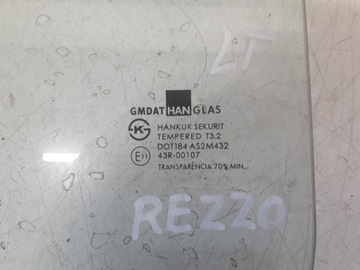 LT
GMDAT HAN GLAS
HANKUK SEKURIT
TEMPERED T3.2
DOT184 AS2M432
E11 43R-00107
TRANSPARENCIA 70% MIN...
REZZO